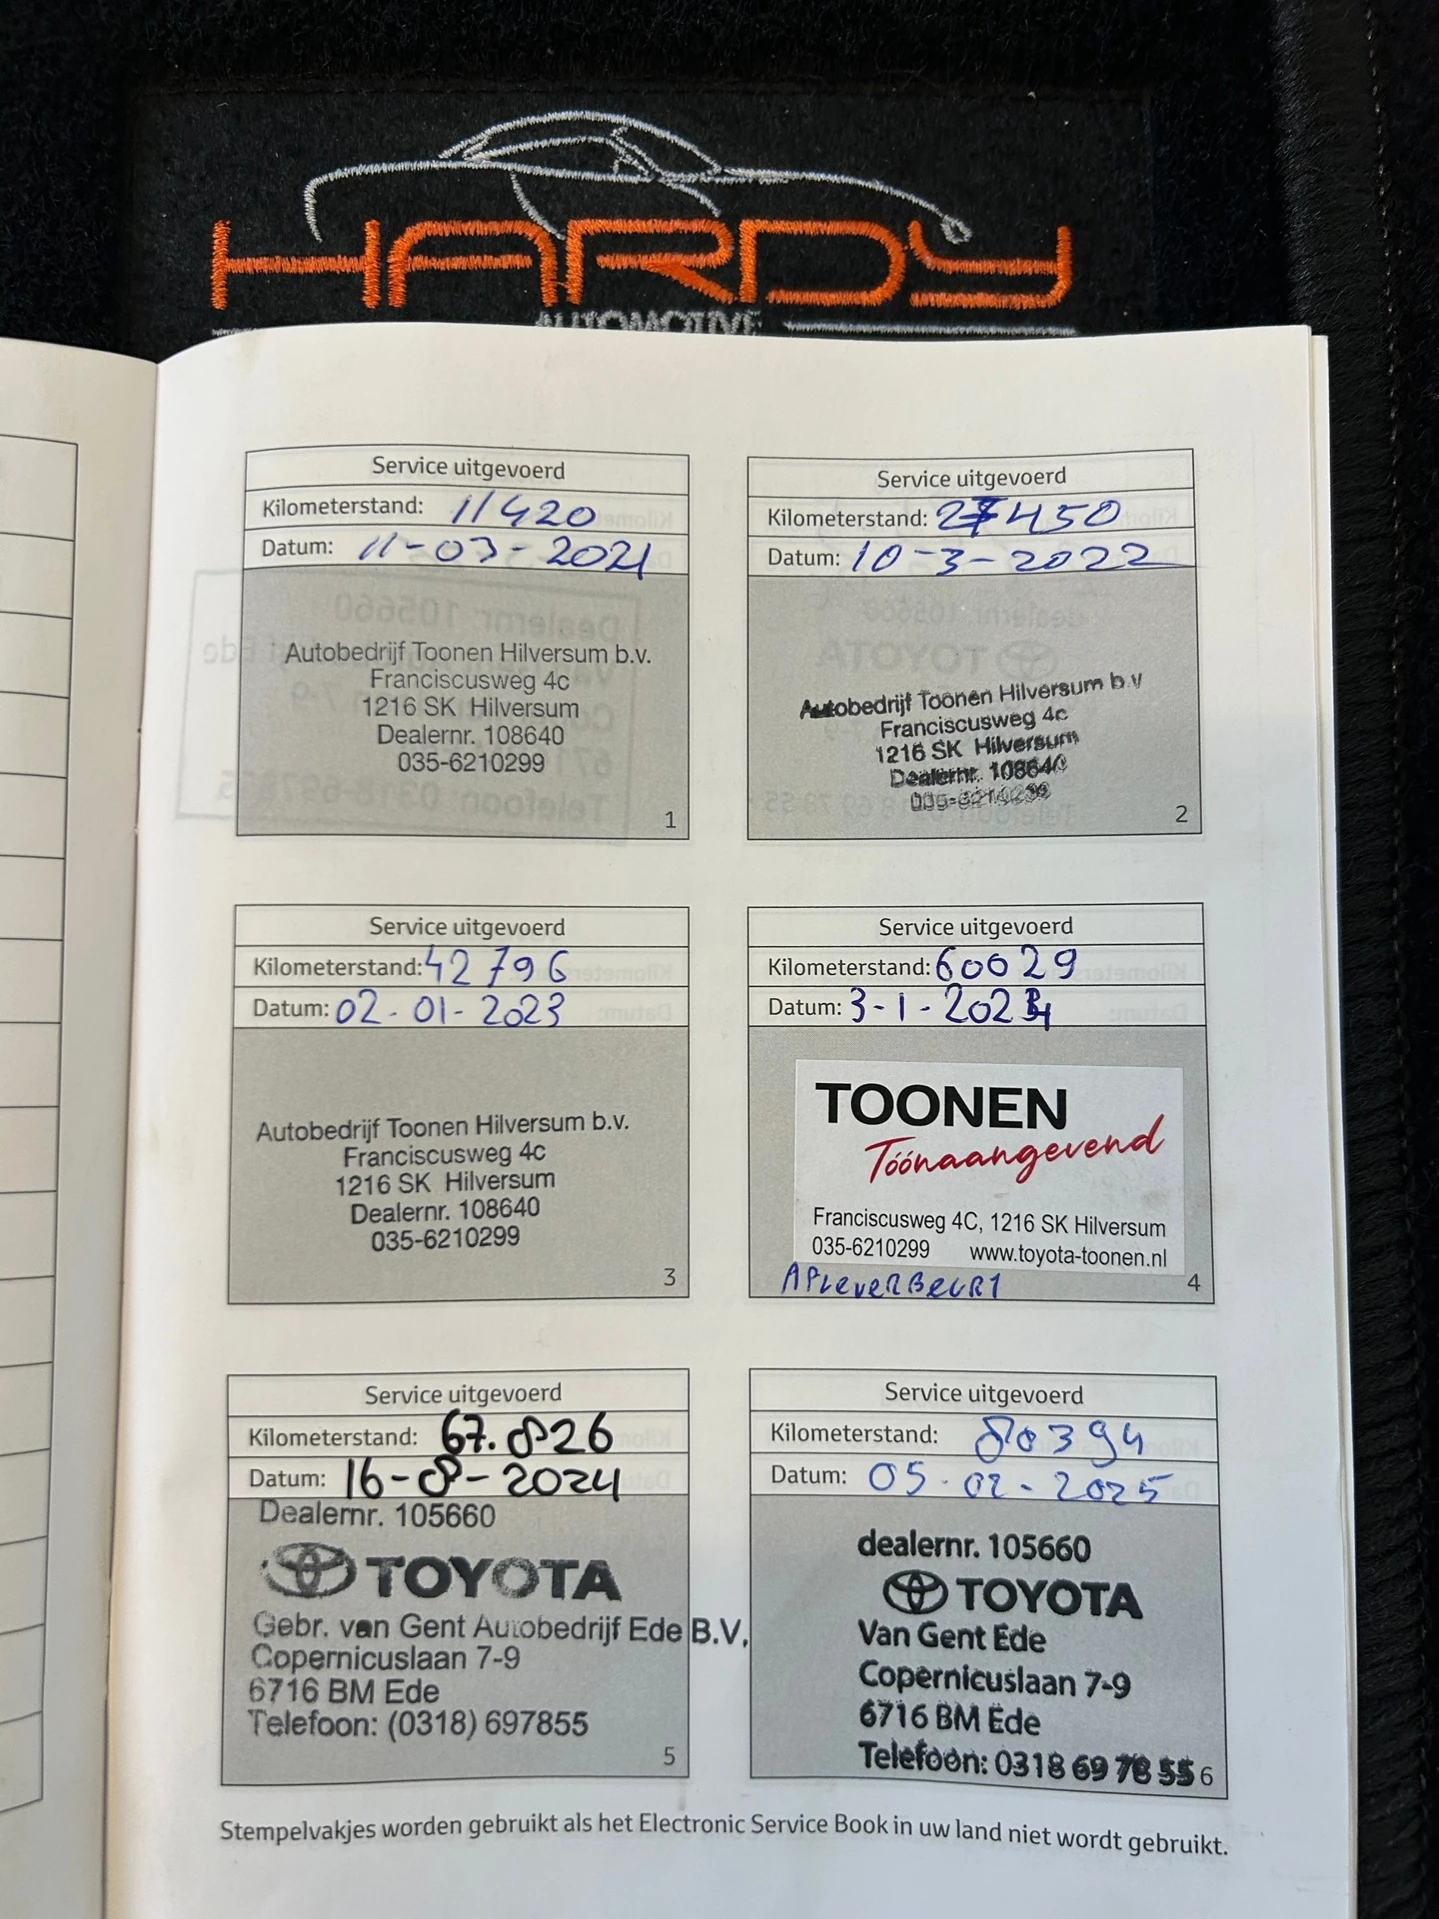 HARDY
AUTOMOTIVE
Service uitgevoerd
Kilometerstand: 11420
Datum: 11-03-2021
Autobedrijf Toonen Hilversum b.v.
Franciscusweg 4c
1216 SK Hilversum
Dealernr. 108640
035-6210299
1
Service uitgevoerd
Kilometerstand: 27450
Datum: 10-3-2022
Autobedrijf Toonen Hilversum b.v
Franciscusweg 4c
1216 SK Hilversum
Dealernr. 108640
035-6210299
2
Service uitgevoerd
Kilometerstand: 42796
Datum: 02-01-2023
Autobedrijf Toonen Hilversum b.v.
Franciscusweg 4c
1216 SK Hilversum
Dealernr. 108640
035-6210299
3
Service uitgevoerd
Kilometerstand: 60029
Datum: 3-1-2024
TOONEN
Tóónaangevend
Franciscusweg 4C, 1216 SK Hilversum
035-6210299 www.toyota-toonen.nl
AFLeverBeurt
4
Service uitgevoerd
Kilometerstand: 67.826
Datum: 16-8-2024
Dealernr. 105660
TOYOTA
Gebr. van Gent Autobedrijf Ede B.V.
Copernicuslaan 7-9
6716 BM Ede
Telefoon: (0318) 697855
5
Service uitgevoerd
Kilometerstand: 80394
Datum: 05-02-2025
dealernr. 105660
TOYOTA
Van Gent Ede
Copernicuslaan 7-9
6716 BM Ede
Telefoon: 0318 69 78 55
6
Stempelvakjes worden gebruikt als het Electronic Service Book in uw land niet wordt gebruikt.